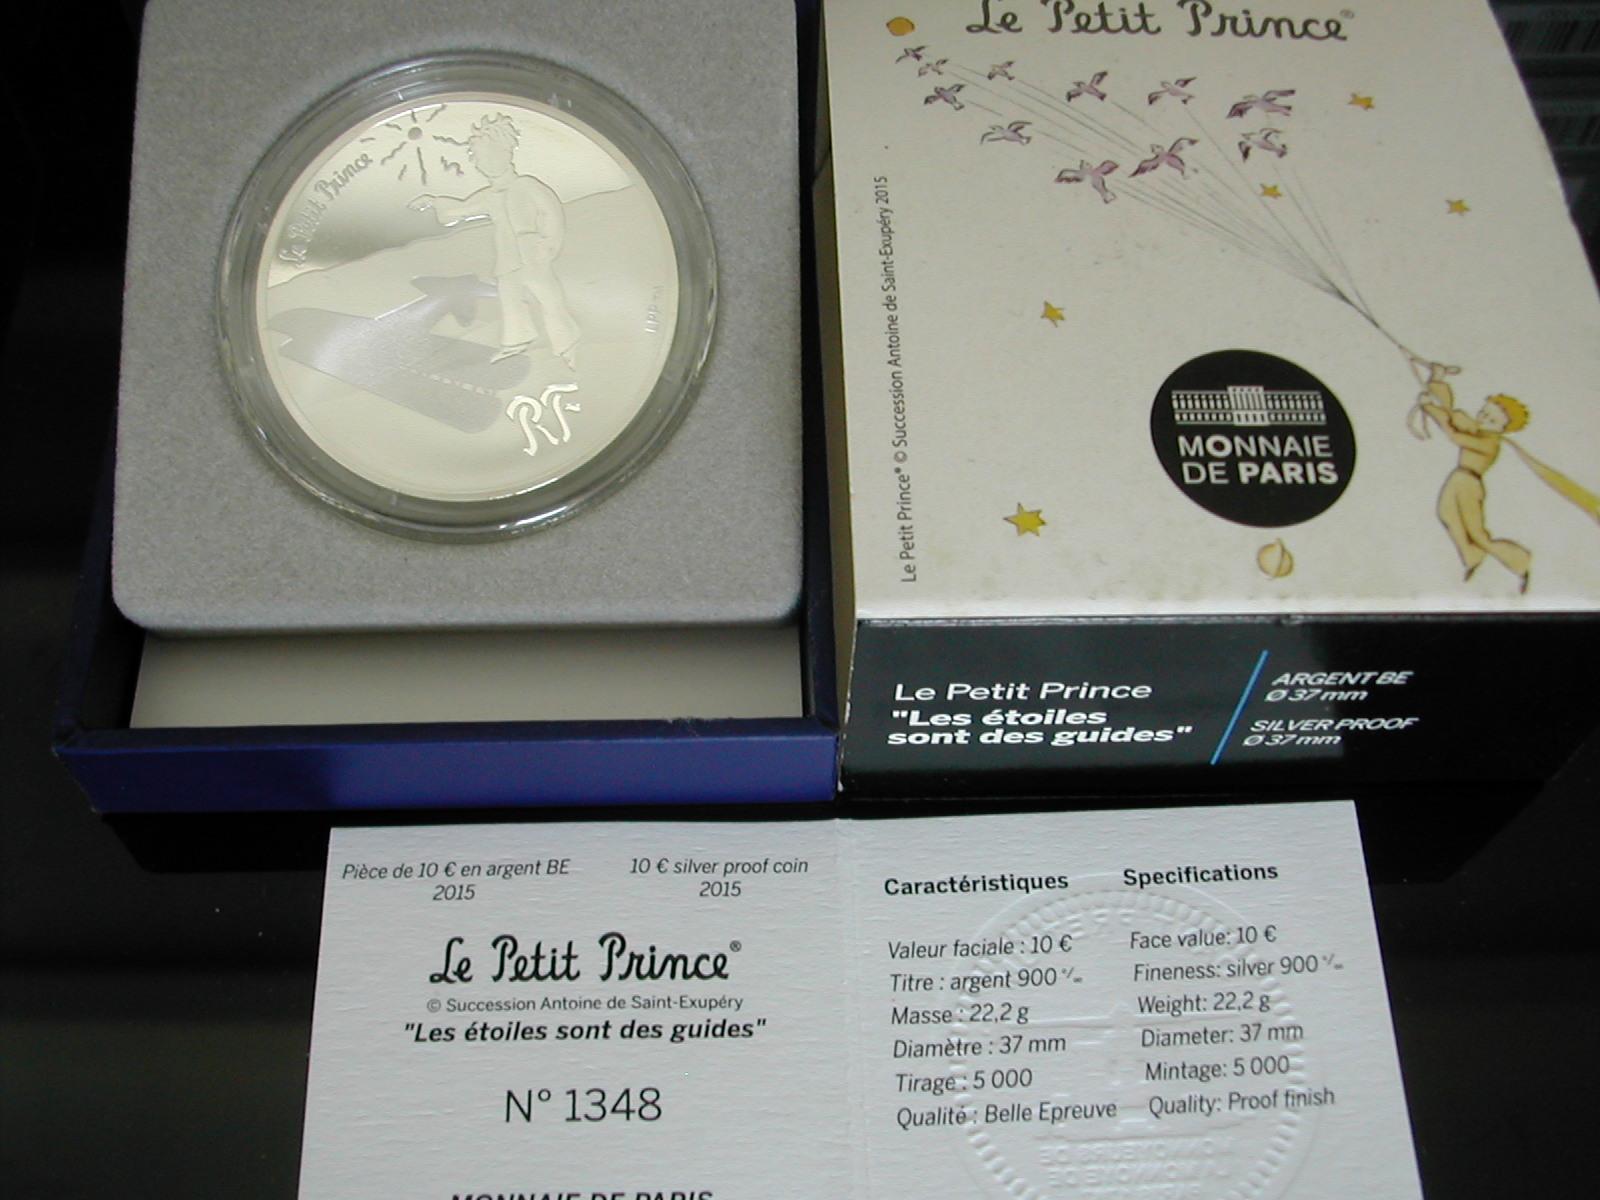 Le Petit Prince
RF
Le Petit Prince®
Le Petit Prince® © Succession Antoine de Saint-Exupéry 2015
MONNAIE
DE PARIS
Le Petit Prince
"Les étoiles
sont des guides"
ARGENT BE
Ø 37 mm
SILVER PROOF
Ø 37 mm
Pièce de 10 € en argent BE
2015
10 € silver proof coin
2015
Le Petit Prince®
© Succession Antoine de Saint-Exupéry
"Les étoiles sont des guides"
N° 1348
MONNAIE DE PARIS
Caractéristiques
Valeur faciale : 10 €
Titre : argent 900 ‰
Masse : 22,2 g
Diamètre : 37 mm
Tirage : 5 000
Qualité : Belle Epreuve
Specifications
Face value: 10 €
Fineness: silver 900 ‰
Weight: 22,2 g
Diameter: 37 mm
Mintage: 5 000
Quality: Proof finish